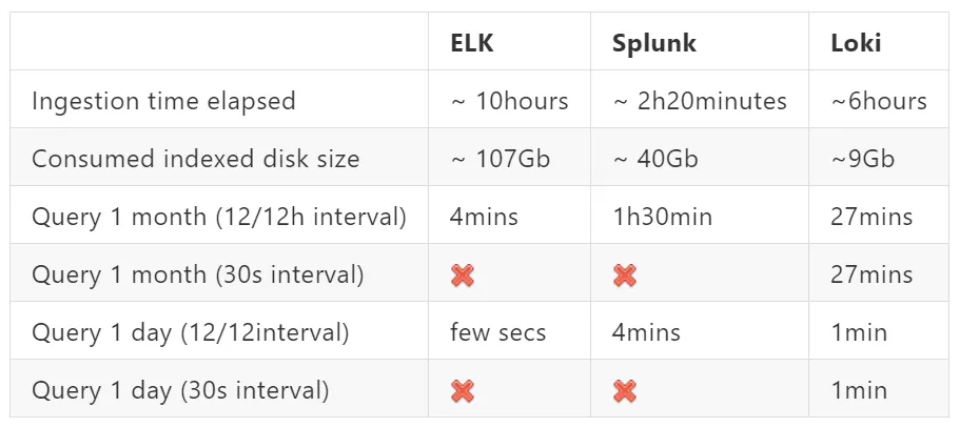 ELK Splunk Loki
Ingestion time elapsed ~ 10hours ~ 2h20minutes ~6hours
Consumed indexed disk size ~ 107Gb ~ 40Gb ~9Gb
Query 1 month (12/12h interval) 4mins 1h30min 27mins
Query 1 month (30s interval) ❌ ❌ 27mins
Query 1 day (12/12interval) few secs 4mins 1min
Query 1 day (30s interval) ❌ ❌ 1min